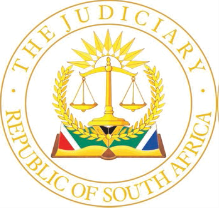 · THE JUDICIARY ·
REPUBLIC OF SOUTH AFRICA